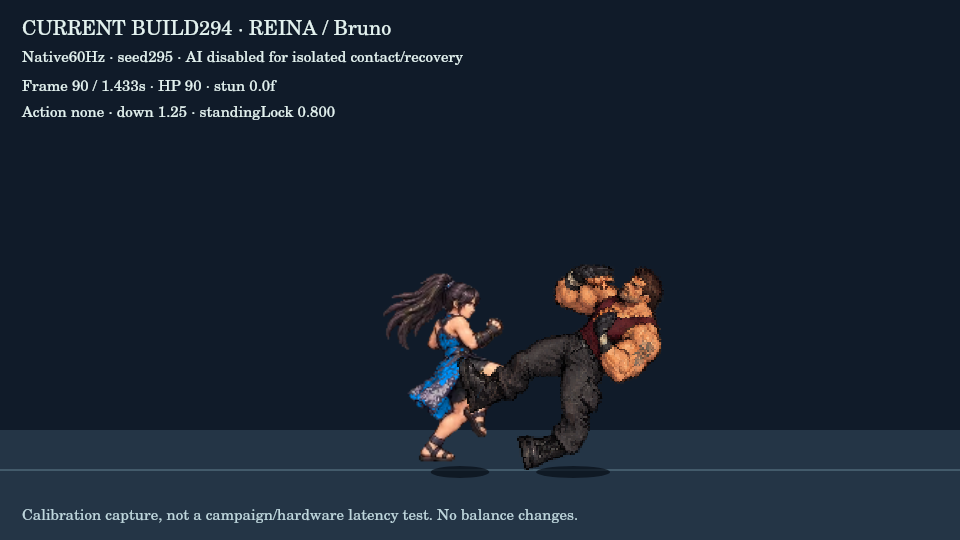 CURRENT BUILD294 · REINA / Bruno
Native60Hz · seed295 · AI disabled for isolated contact/recovery
Frame 90 / 1.433s · HP 90 · stun 0.0f
Action none · down 1.25 · standingLock 0.800
Calibration capture, not a campaign/hardware latency test. No balance changes.